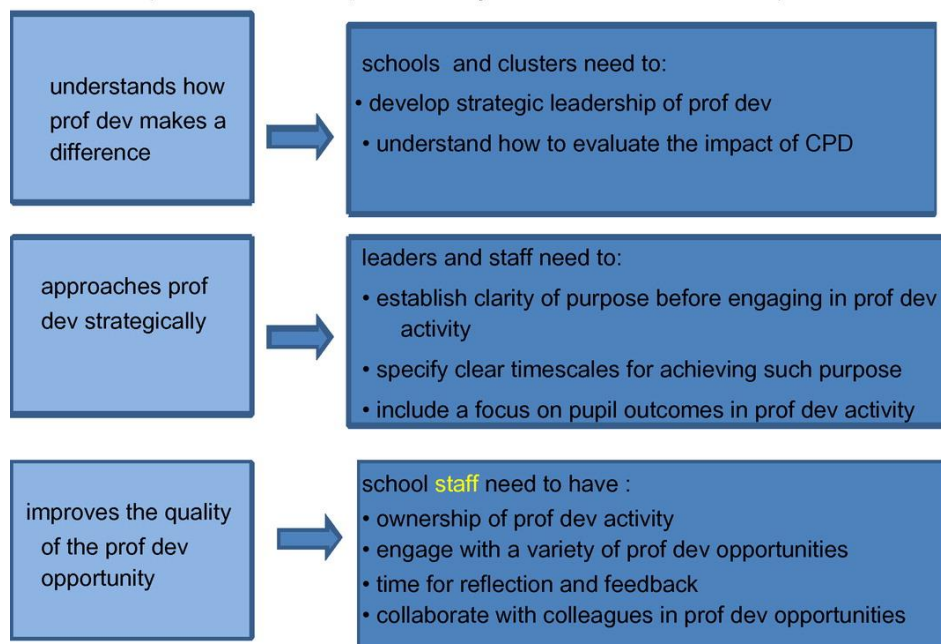 understands how
prof dev makes a
difference
schools and clusters need to:
• develop strategic leadership of prof dev
• understand how to evaluate the impact of CPD
approaches prof
dev strategically
leaders and staff need to:
• establish clarity of purpose before engaging in prof dev
activity
• specify clear timescales for achieving such purpose
• include a focus on pupil outcomes in prof dev activity
improves the quality
of the prof dev
opportunity
school staff need to have :
• ownership of prof dev activity
• engage with a variety of prof dev opportunities
• time for reflection and feedback
• collaborate with colleagues in prof dev opportunities